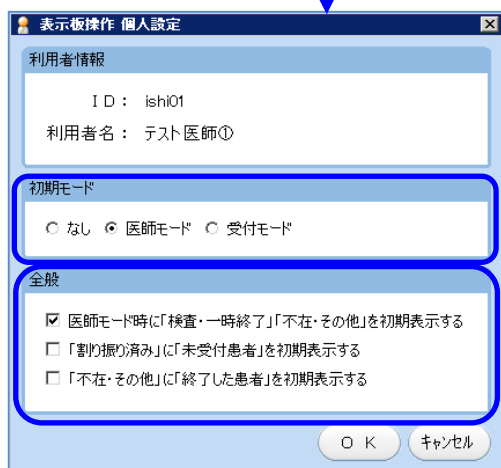 表示板操作 個人設定
利用者情報
ID： ishi01
利用者名： テスト医師①
初期モード
なし 医師モード 受付モード
全般
医師モード時に「検査・一時終了」「不在・その他」を初期表示する
「割り振り済み」に「未受付患者」を初期表示する
「不在・その他」に「終了した患者」を初期表示する
ＯＫ キャンセル